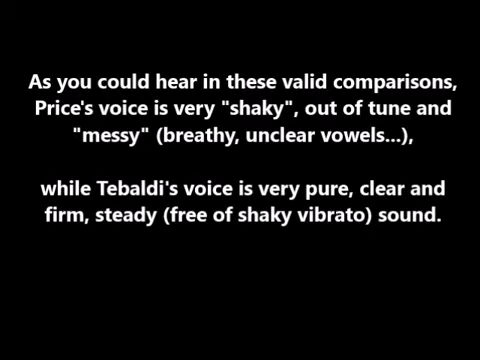 As you could hear in these valid comparisons,
Price's voice is very "shaky", out of tune and
"messy" (breathy, unclear vowels...),
while Tebaldi's voice is very pure, clear and
firm, steady (free of shaky vibrato) sound.